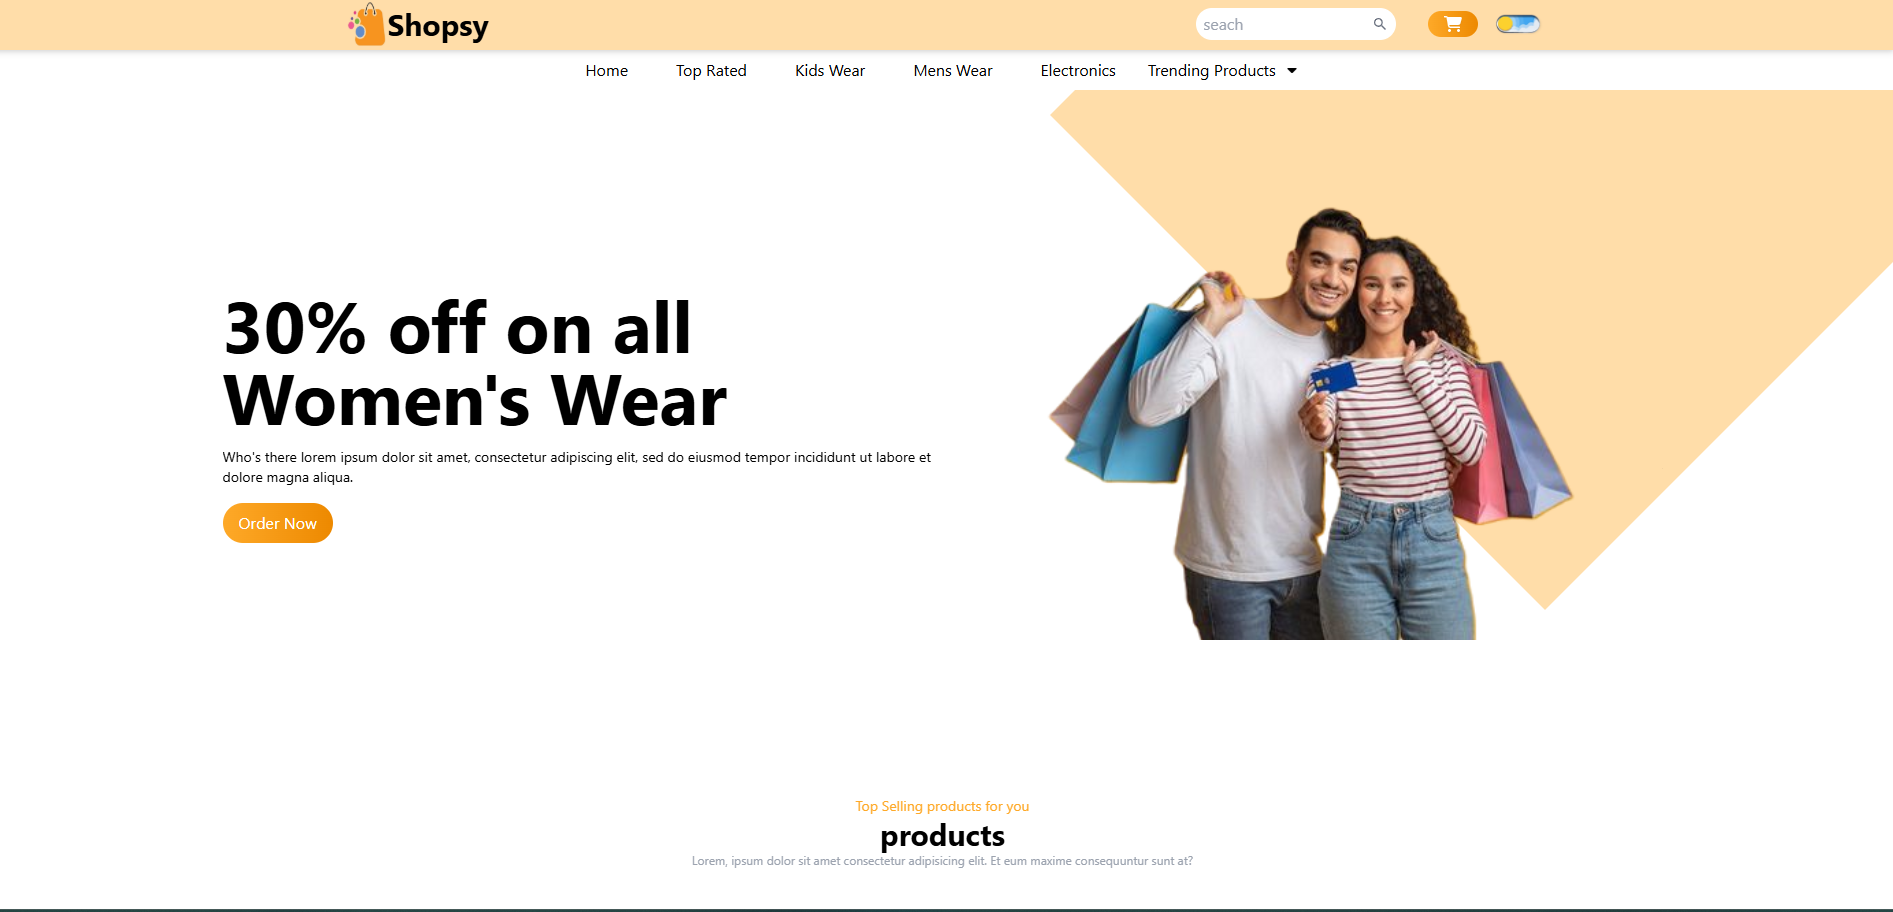 Shopsy
seach
Home
Top Rated
Kids Wear
Mens Wear
Electronics
Trending Products
30% off on all
Women's Wear
Who's there lorem ipsum dolor sit amet, consectetur adipiscing elit, sed do eiusmod tempor incididunt ut labore et
dolore magna aliqua.
Order Now
Top Selling products for you
products
Lorem, ipsum dolor sit amet consectetur adipisicing elit. Et eum maxime consequuntur sunt at?